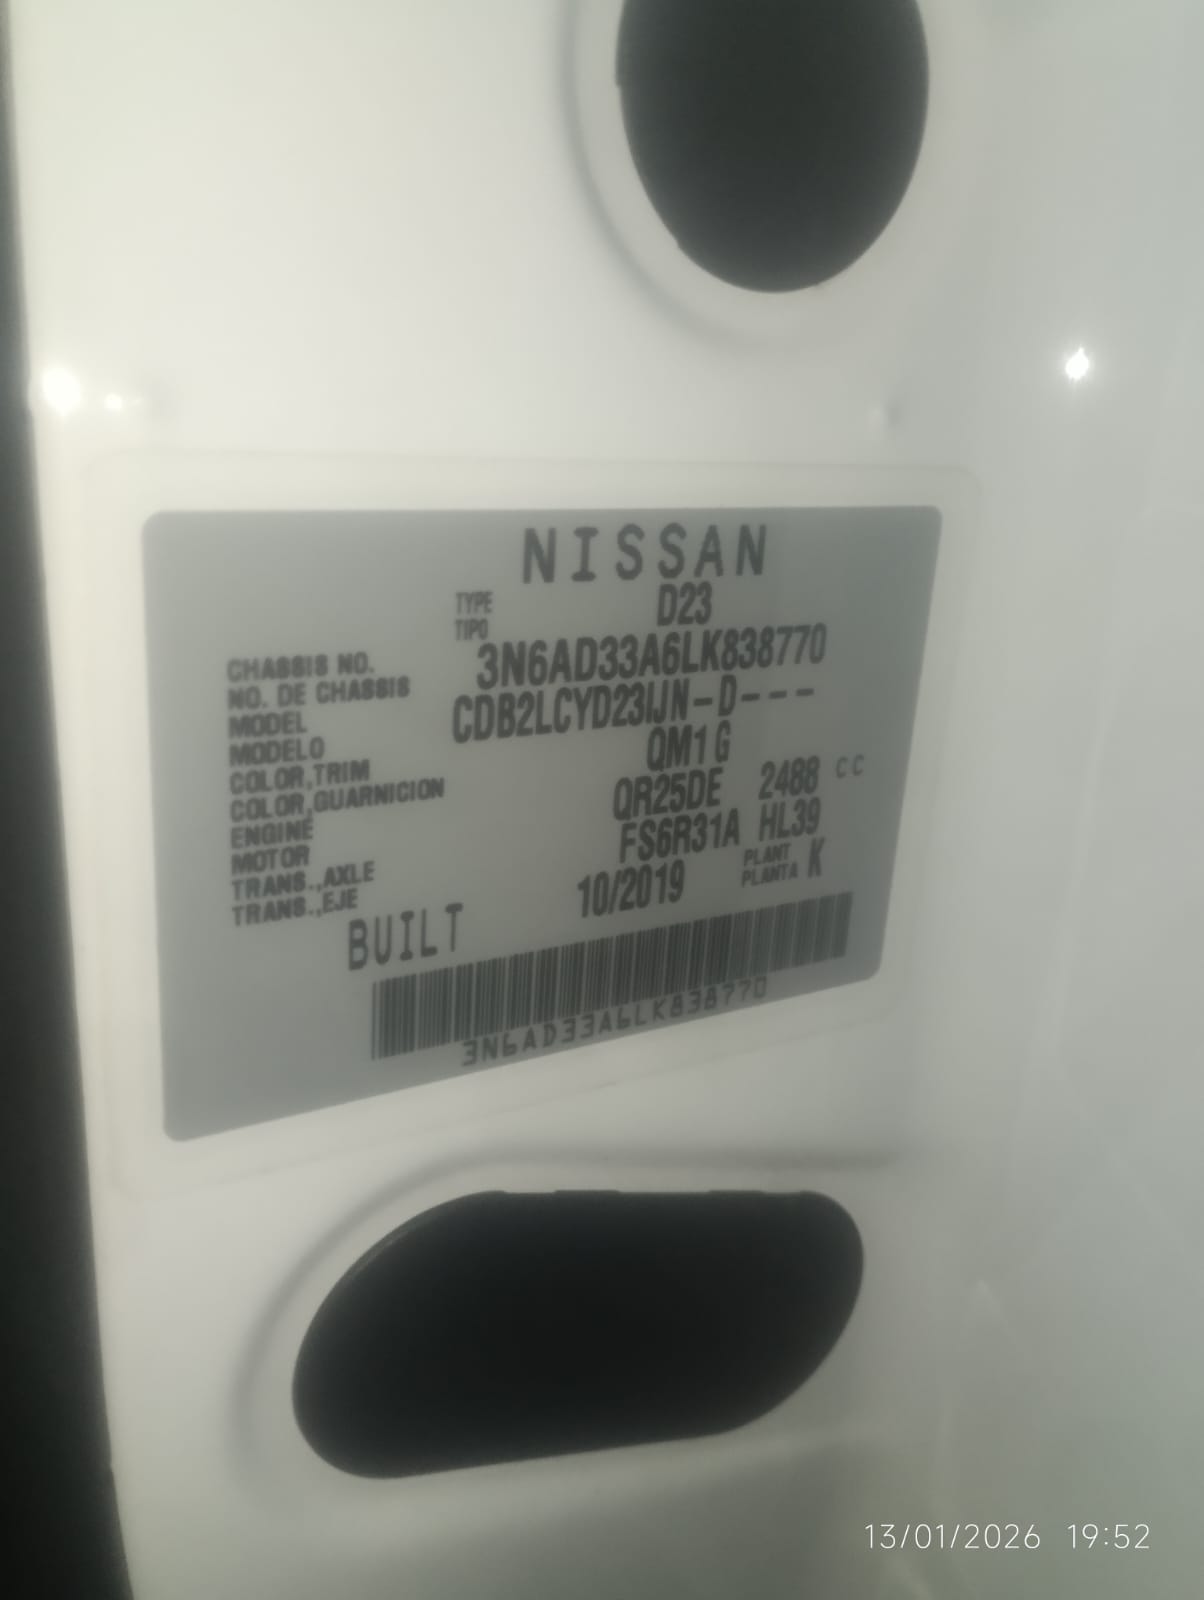 NISSAN
TYPE
TIPO
D23
CHASSIS NO.
NO. DE CHASSIS
3N6AD33A6LK838770
MODEL
MODELO
CDB2LCYD23IJN-D---
COLOR,TRIM
COLOR,GUARNICION
QM1 G
ENGINE
MOTOR
QR25DE 2488 CC
TRANS.,AXLE
TRANS.,EJE
FS6R31A HL39
BUILT 10/2019
PLANT
PLANTA
K
3N6AD33A6LK838770
13/01/2026 19:52